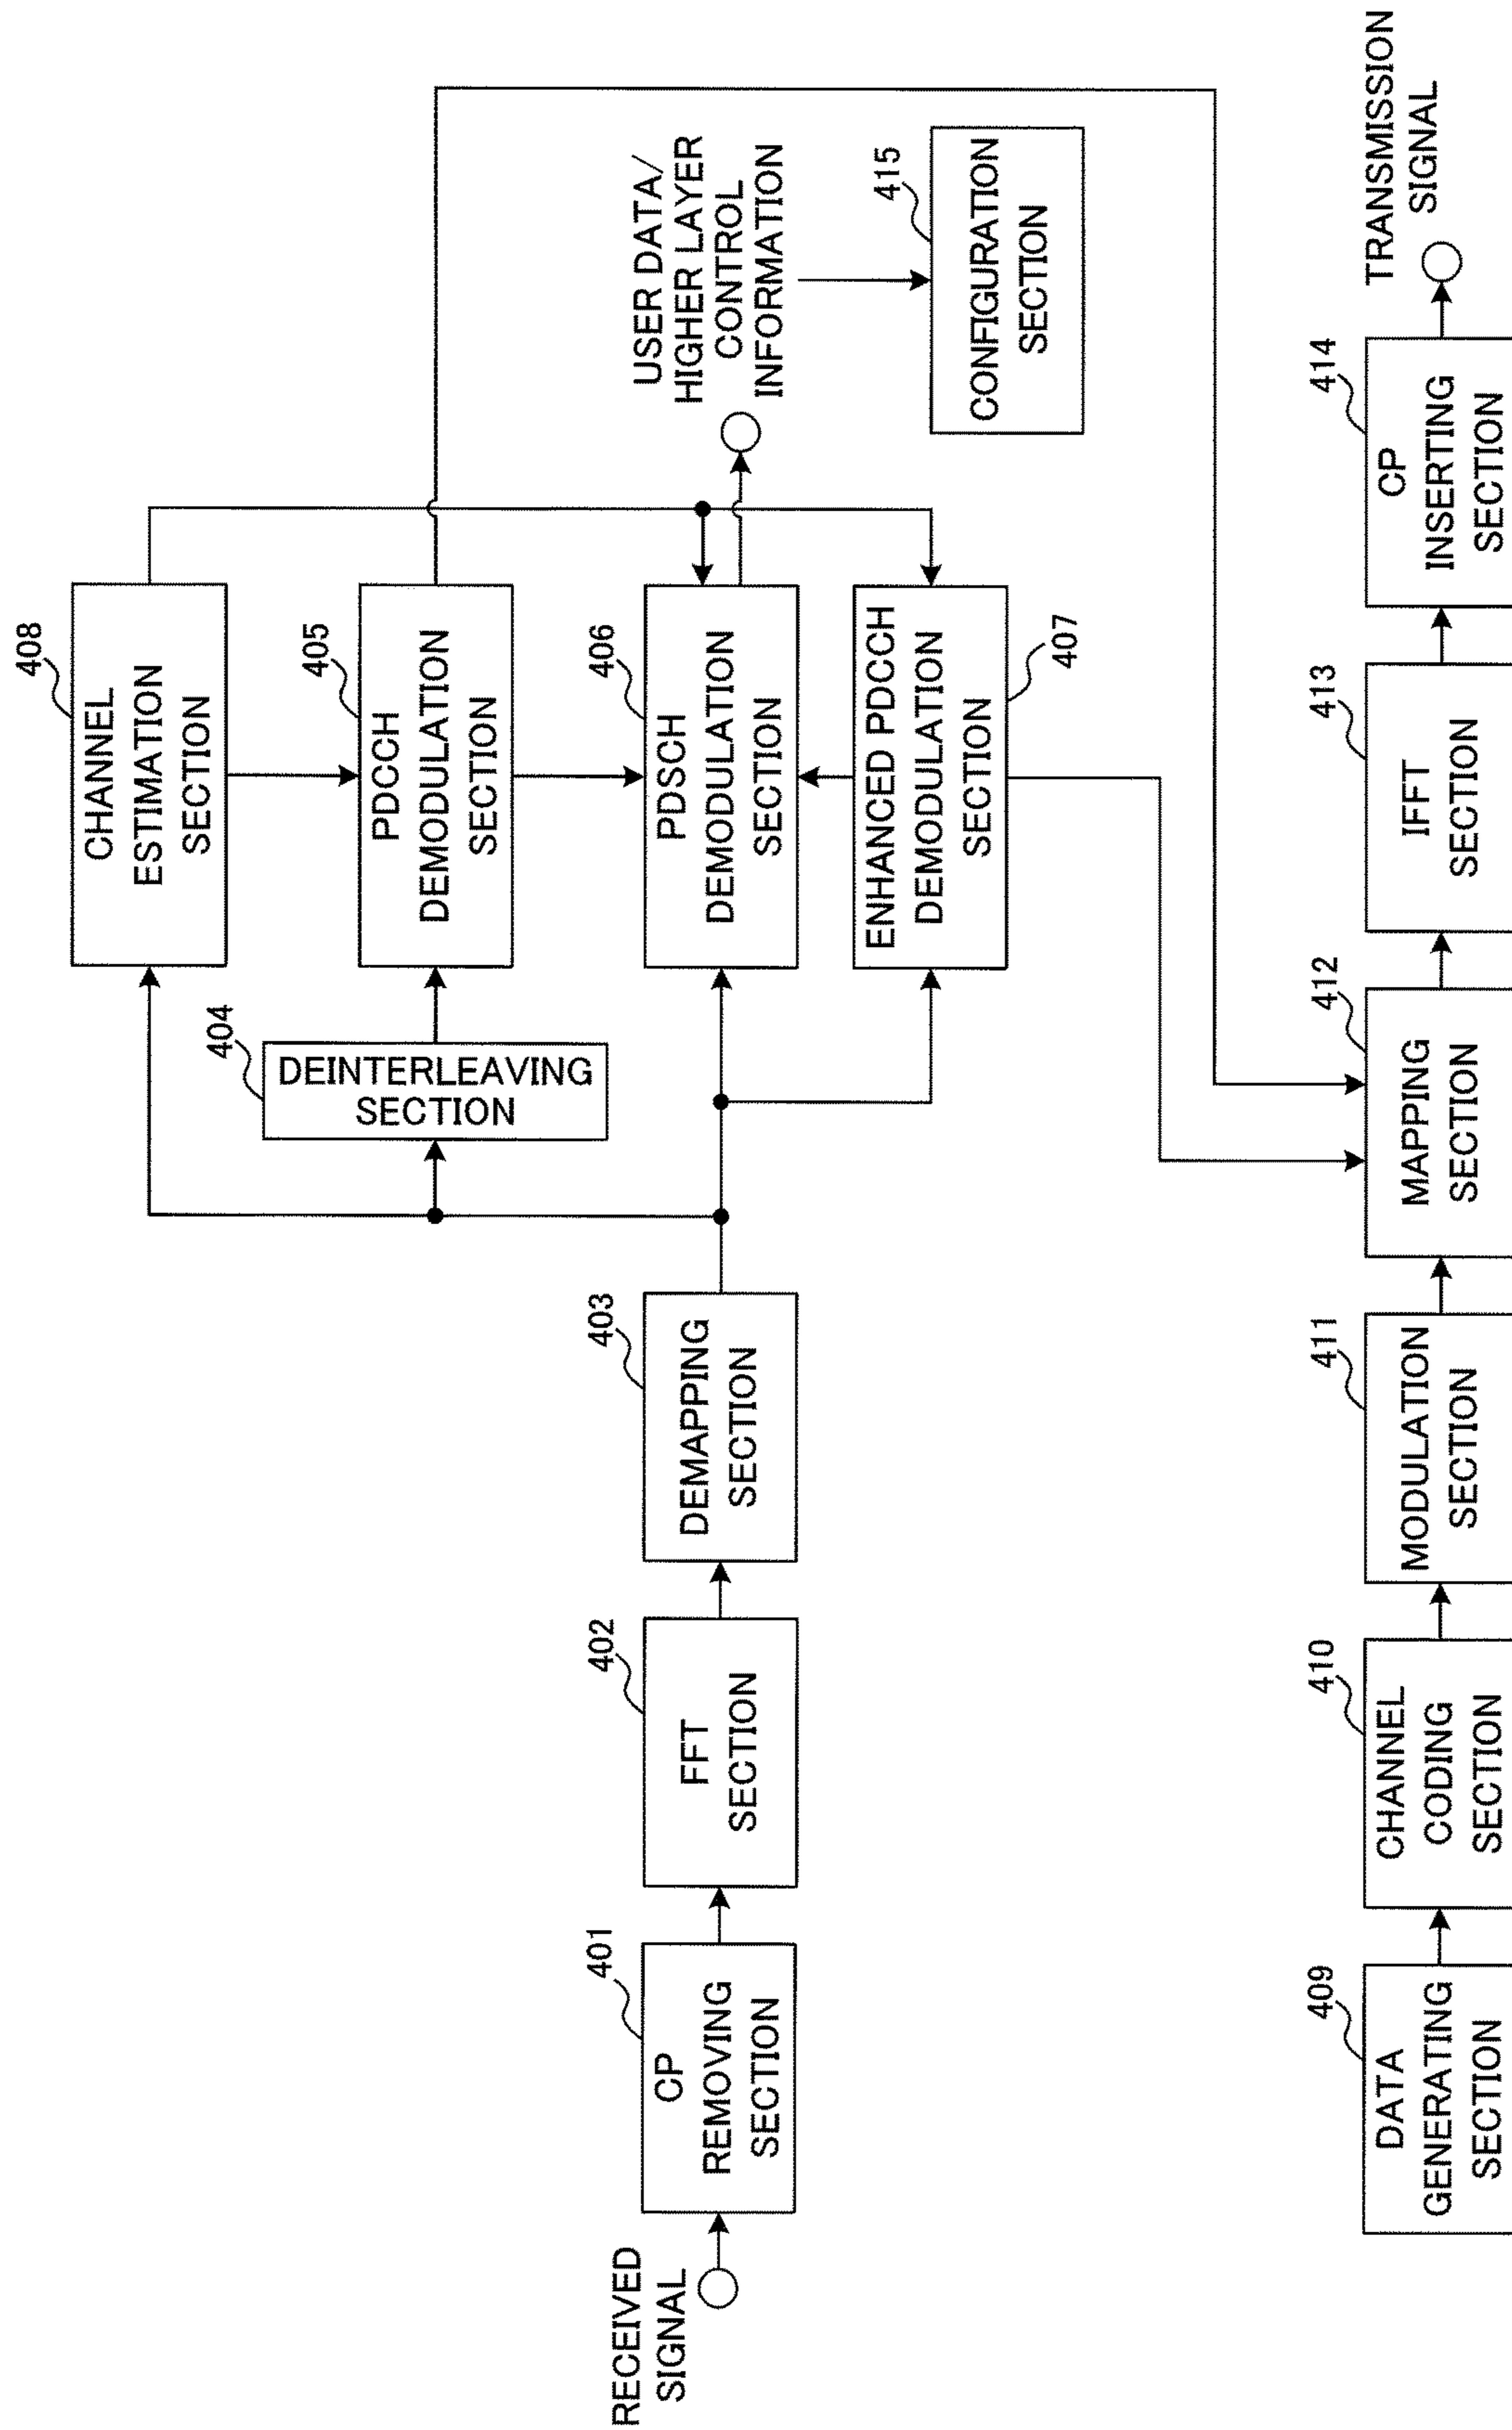 408
CHANNEL
ESTIMATION
SECTION
404
DEINTERLEAVING
SECTION
405
PDCCH
DEMODULATION
SECTION
RECEIVED
SIGNAL
401
CP
REMOVING
SECTION
402
FFT
SECTION
403
DEMAPPING
SECTION
406
PDSCH
DEMODULATION
SECTION
USER DATA/
HIGHER LAYER
CONTROL
INFORMATION
ENHANCED PDCCH
DEMODULATION
SECTION
407
415
CONFIGURATION
SECTION
409
DATA
GENERATING
SECTION
410
CHANNEL
CODING
SECTION
411
MODULATION
SECTION
412
MAPPING
SECTION
413
IFFT
SECTION
414
CP
INSERTING
SECTION
TRANSMISSION
SIGNAL